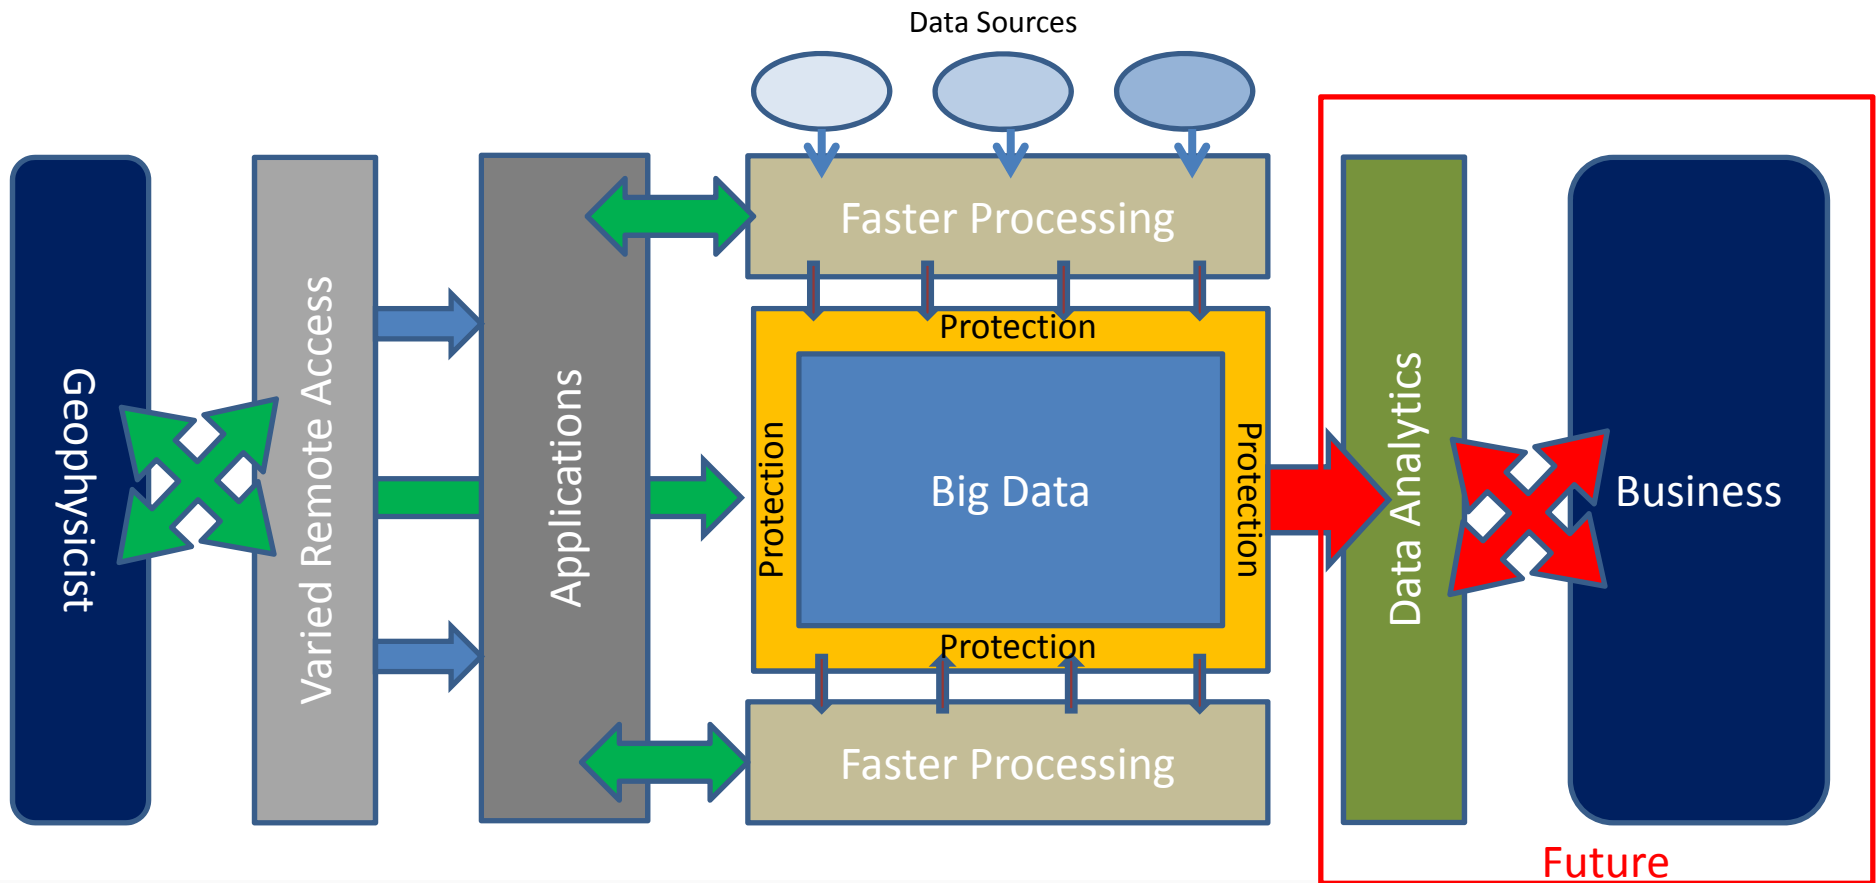 Data Sources
Geophysicist
Varied Remote Access
Applications
Faster Processing
Protection
Protection
Big Data
Protection
Protection
Faster Processing
Data Analytics
Business
Future